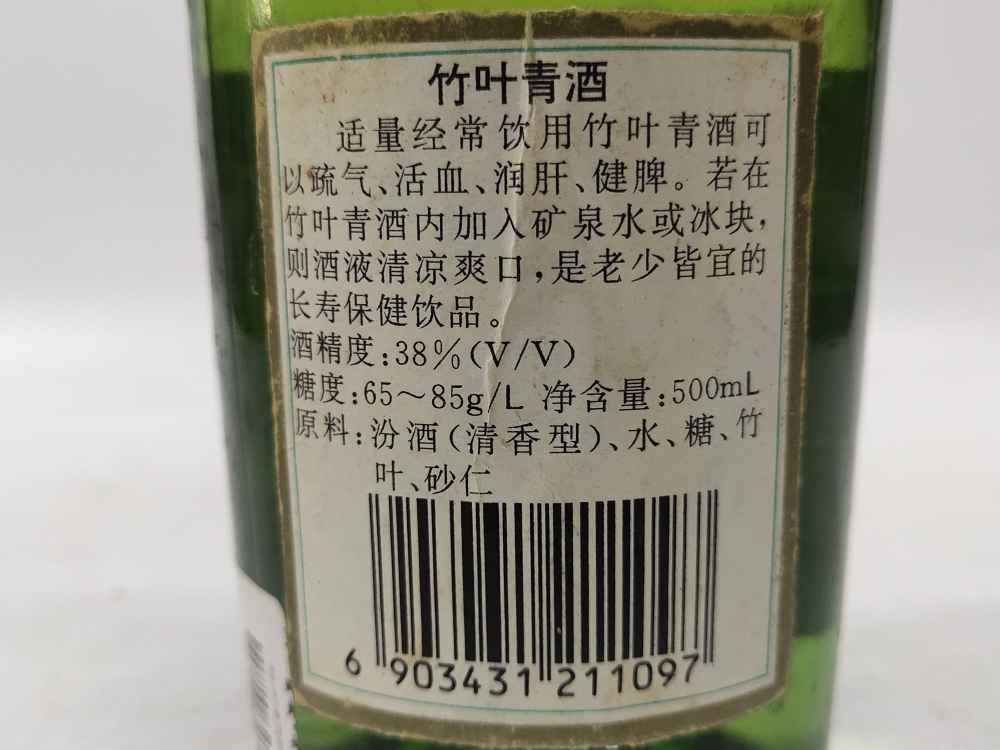 竹叶青酒
适量经常饮用竹叶青酒可
以疏气、活血、润肝、健脾。若在
竹叶青酒内加入矿泉水或冰块，
则酒液清凉爽口，是老少皆宜的
长寿保健饮品。
酒精度:38%(V/V)
糖度:65～85g/L 净含量:500mL
原料:汾酒(清香型)、水、糖、竹
叶、砂仁
6 903431 211097